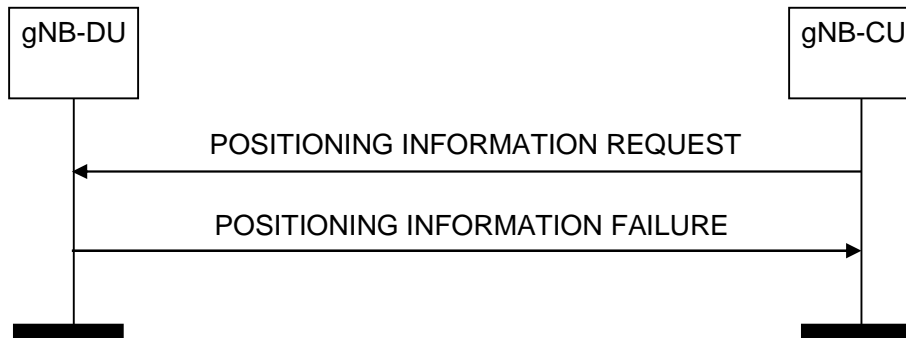 gNB-DU
gNB-CU
POSITIONING INFORMATION REQUEST
POSITIONING INFORMATION FAILURE